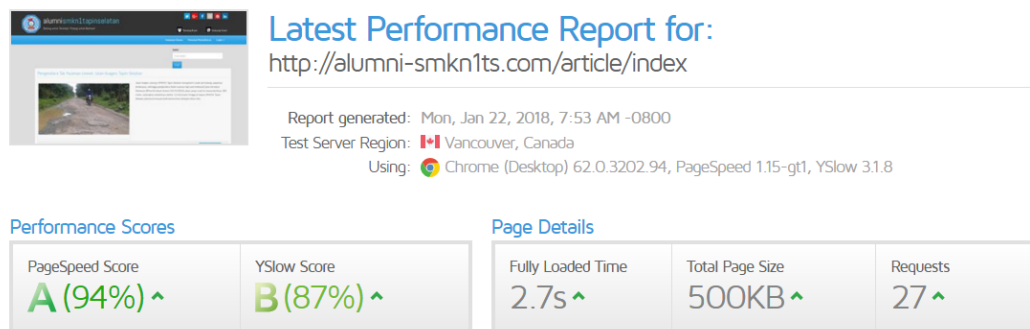 alumnismkn1tapinselatan
Latest Performance Report for:
http://alumni-smkn1ts.com/article/index
Report generated: Mon, Jan 22, 2018, 7:53 AM -0800
Test Server Region: Vancouver, Canada
Using: Chrome (Desktop) 62.0.3202.94, PageSpeed 1.15-gt1, YSlow 3.1.8
Performance Scores
Page Details
PageSpeed Score
YSlow Score
Fully Loaded Time
Total Page Size
Requests
A (94%)
B (87%)
2.7s
500KB
27